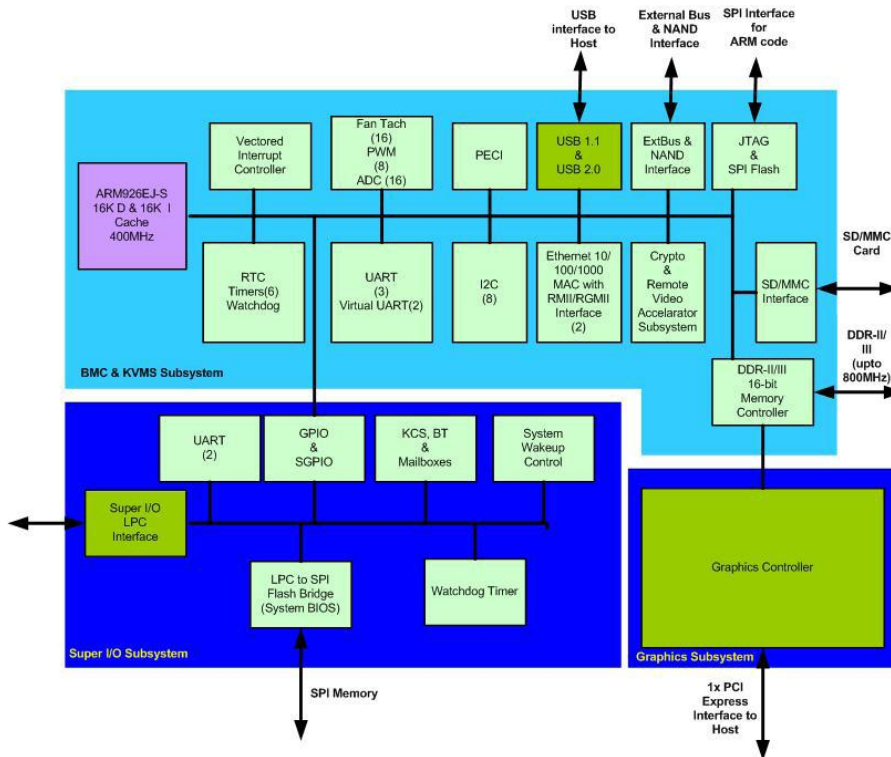 USB
interface to
Host
External Bus
& NAND
Interface
SPI Interface
for
ARM code
Vectored
Interrupt
Controller
Fan Tach
(16)
PWM
(8)
ADC (16)
PECI
USB 1.1
&
USB 2.0
ExtBus &
NAND
Interface
JTAG
&
SPI Flash
ARM926EJ-S
16K D & 16K I
Cache
400MHz
RTC
Timers(6)
Watchdog
UART
(3)
Virtual UART(2)
I2C
(8)
Ethernet 10/
100/1000
MAC with
RMII/RGMII
Interface
(2)
Crypto
&
Remote
Video
Accelarator
Subsystem
SD/MMC
Interface
SD/MMC
Card
DDR-II/
III
(upto
800MHz)
DDR-II/III
16-bit
Memory
Controller
BMC & KVMS Subsystem
UART
(2)
GPIO
&
SGPIO
KCS, BT
&
Mailboxes
System
Wakeup
Control
Super I/O
LPC
Interface
LPC to SPI
Flash Bridge
(System BIOS)
Watchdog Timer
Super I/O Subsystem
SPI Memory
Graphics Controller
Graphics Subsystem
1x PCI
Express
Interface to
Host